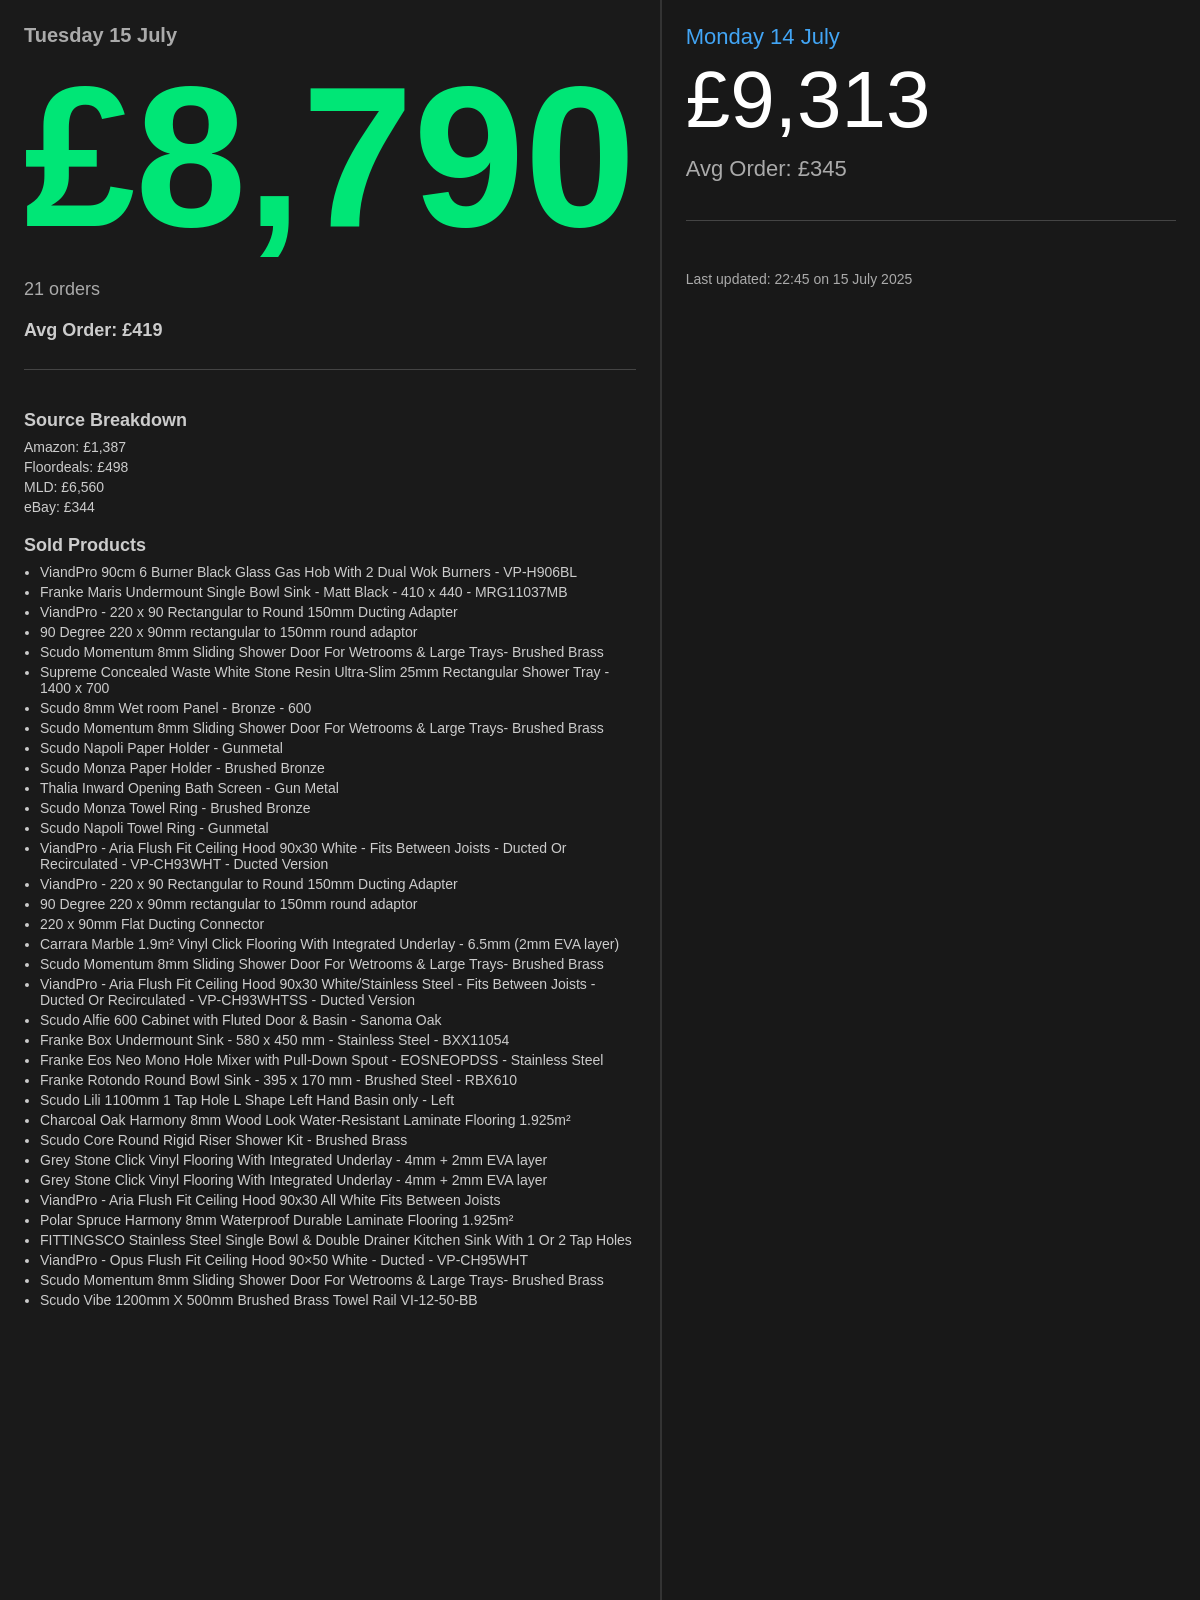 Tuesday 15 July
£8,790
21 orders
Avg Order: £419
Source Breakdown
Amazon: £1,387
Floordeals: £498
MLD: £6,560
eBay: £344
Sold Products
• ViandPro 90cm 6 Burner Black Glass Gas Hob With 2 Dual Wok Burners - VP-H906BL
• Franke Maris Undermount Single Bowl Sink - Matt Black - 410 x 440 - MRG11037MB
• ViandPro - 220 x 90 Rectangular to Round 150mm Ducting Adapter
• 90 Degree 220 x 90mm rectangular to 150mm round adaptor
• Scudo Momentum 8mm Sliding Shower Door For Wetrooms & Large Trays- Brushed Brass
• Supreme Concealed Waste White Stone Resin Ultra-Slim 25mm Rectangular Shower Tray -
1400 x 700
• Scudo 8mm Wet room Panel - Bronze - 600
• Scudo Momentum 8mm Sliding Shower Door For Wetrooms & Large Trays- Brushed Brass
• Scudo Napoli Paper Holder - Gunmetal
• Scudo Monza Paper Holder - Brushed Bronze
• Thalia Inward Opening Bath Screen - Gun Metal
• Scudo Monza Towel Ring - Brushed Bronze
• Scudo Napoli Towel Ring - Gunmetal
• ViandPro - Aria Flush Fit Ceiling Hood 90x30 White - Fits Between Joists - Ducted Or
Recirculated - VP-CH93WHT - Ducted Version
• ViandPro - 220 x 90 Rectangular to Round 150mm Ducting Adapter
• 90 Degree 220 x 90mm rectangular to 150mm round adaptor
• 220 x 90mm Flat Ducting Connector
• Carrara Marble 1.9m² Vinyl Click Flooring With Integrated Underlay - 6.5mm (2mm EVA layer)
• Scudo Momentum 8mm Sliding Shower Door For Wetrooms & Large Trays- Brushed Brass
• ViandPro - Aria Flush Fit Ceiling Hood 90x30 White/Stainless Steel - Fits Between Joists -
Ducted Or Recirculated - VP-CH93WHTSS - Ducted Version
• Scudo Alfie 600 Cabinet with Fluted Door & Basin - Sanoma Oak
• Franke Box Undermount Sink - 580 x 450 mm - Stainless Steel - BXX11054
• Franke Eos Neo Mono Hole Mixer with Pull-Down Spout - EOSNEOPDSS - Stainless Steel
• Franke Rotondo Round Bowl Sink - 395 x 170 mm - Brushed Steel - RBX610
• Scudo Lili 1100mm 1 Tap Hole L Shape Left Hand Basin only - Left
• Charcoal Oak Harmony 8mm Wood Look Water-Resistant Laminate Flooring 1.925m²
• Scudo Core Round Rigid Riser Shower Kit - Brushed Brass
• Grey Stone Click Vinyl Flooring With Integrated Underlay - 4mm + 2mm EVA layer
• Grey Stone Click Vinyl Flooring With Integrated Underlay - 4mm + 2mm EVA layer
• ViandPro - Aria Flush Fit Ceiling Hood 90x30 All White Fits Between Joists
• Polar Spruce Harmony 8mm Waterproof Durable Laminate Flooring 1.925m²
• FITTINGSCO Stainless Steel Single Bowl & Double Drainer Kitchen Sink With 1 Or 2 Tap Holes
• ViandPro - Opus Flush Fit Ceiling Hood 90×50 White - Ducted - VP-CH95WHT
• Scudo Momentum 8mm Sliding Shower Door For Wetrooms & Large Trays- Brushed Brass
• Scudo Vibe 1200mm X 500mm Brushed Brass Towel Rail VI-12-50-BB
Monday 14 July
£9,313
Avg Order: £345
Last updated: 22:45 on 15 July 2025